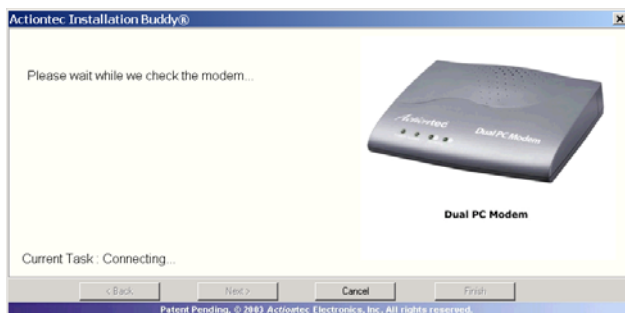 Actiontec Installation Buddy®
Please wait while we check the modem...
Actiontec
Dual PC Modem
Dual PC Modem
Current Task : Connecting...
< Back
Next >
Cancel
Finish
Patent Pending, © 2003 Actiontec Electronics, Inc. All rights reserved.